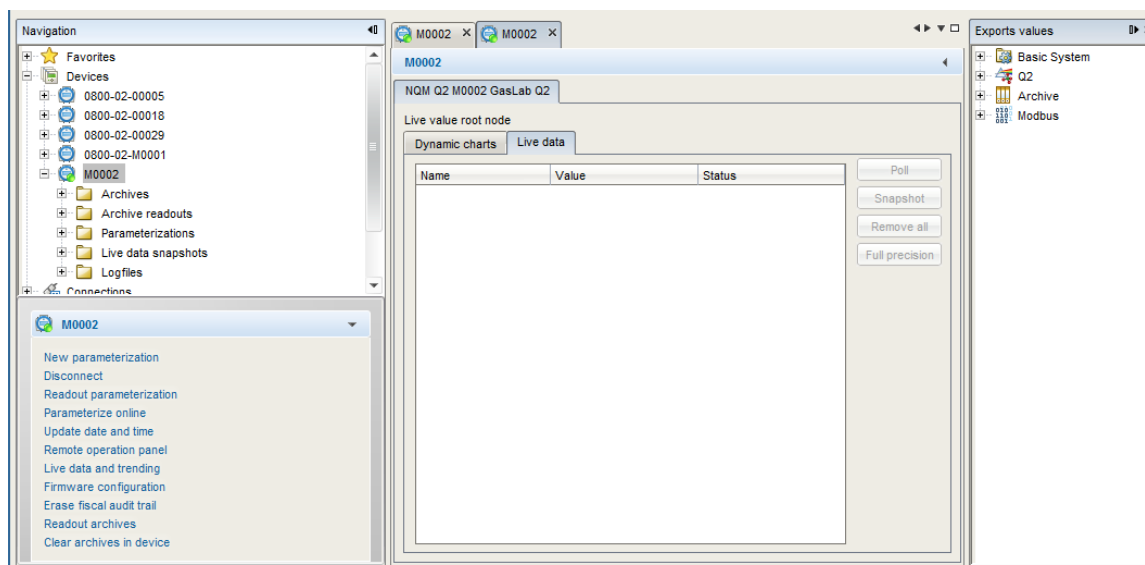 Navigation
Favorites
Devices
0800-02-00005
0800-02-00018
0800-02-00029
0800-02-M0001
M0002
Archives
Archive readouts
Parameterizations
Live data snapshots
Logfiles
Connections
M0002
New parameterization
Disconnect
Readout parameterization
Parameterize online
Update date and time
Remote operation panel
Live data and trending
Firmware configuration
Erase fiscal audit trail
Readout archives
Clear archives in device
M0002 M0002
M0002
NQM Q2 M0002 GasLab Q2
Live value root node
Dynamic charts Live data
Name Value Status
Poll
Snapshot
Remove all
Full precision
Exports values
Basic System
Q2
Archive
Modbus